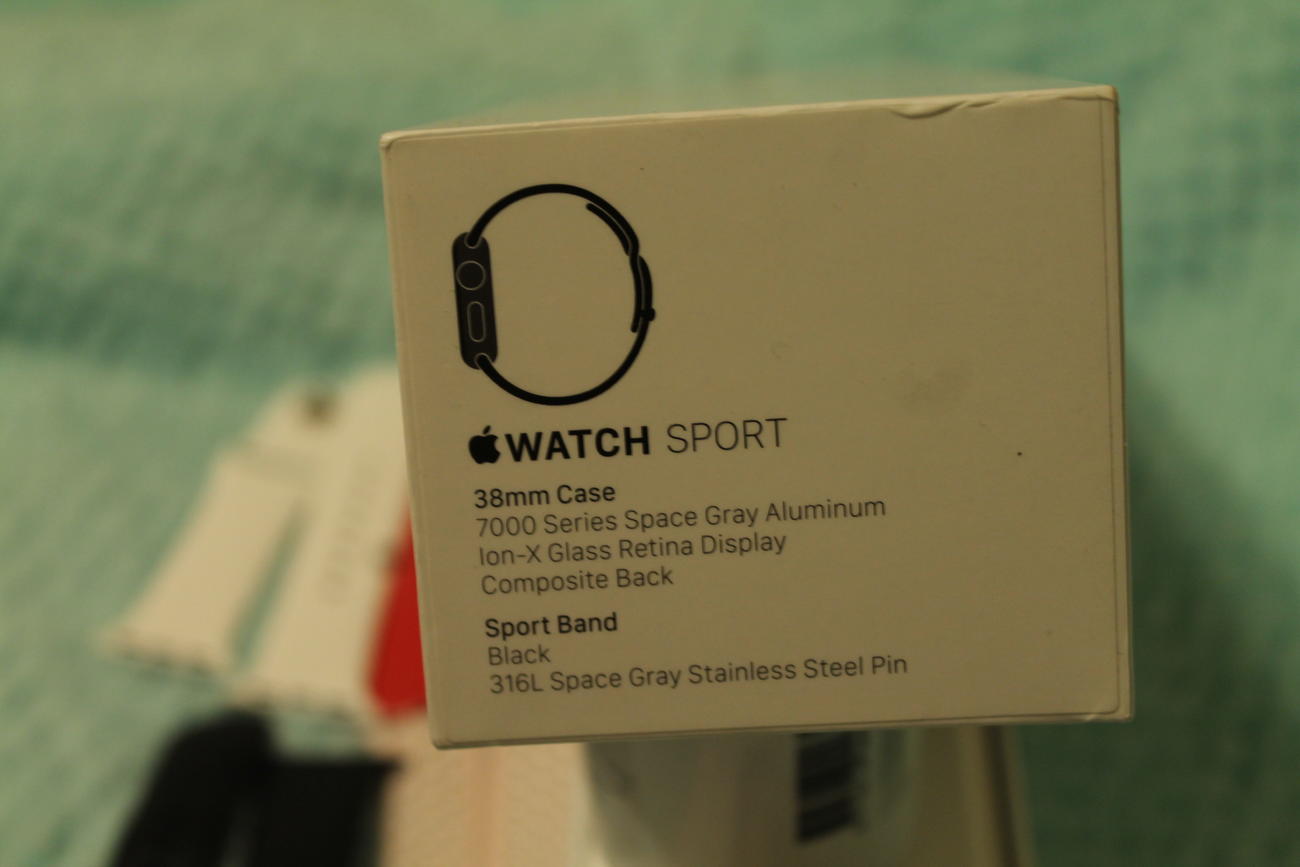 WATCH SPORT
38mm Case
7000 Series Space Gray Aluminum
Ion-X Glass Retina Display
Composite Back
Sport Band
Black
316L Space Gray Stainless Steel Pin